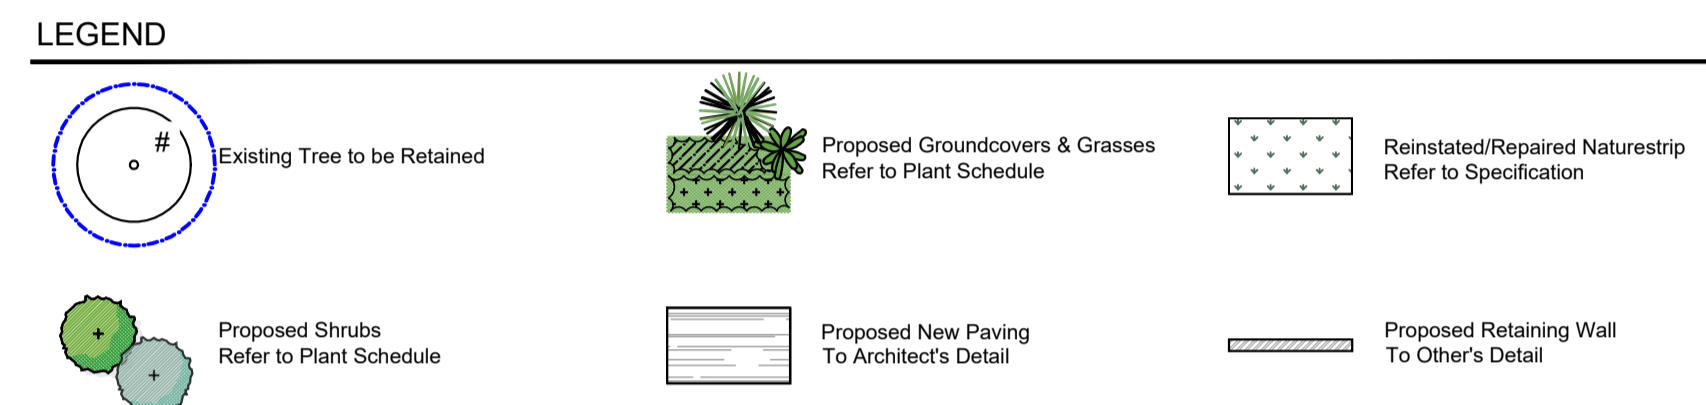 LEGEND
#
Existing Tree to be Retained
Proposed Groundcovers & Grasses
Refer to Plant Schedule
Reinstated/Repaired Naturestrip
Refer to Specification
Proposed Shrubs
Refer to Plant Schedule
Proposed New Paving
To Architect's Detail
Proposed Retaining Wall
To Other's Detail